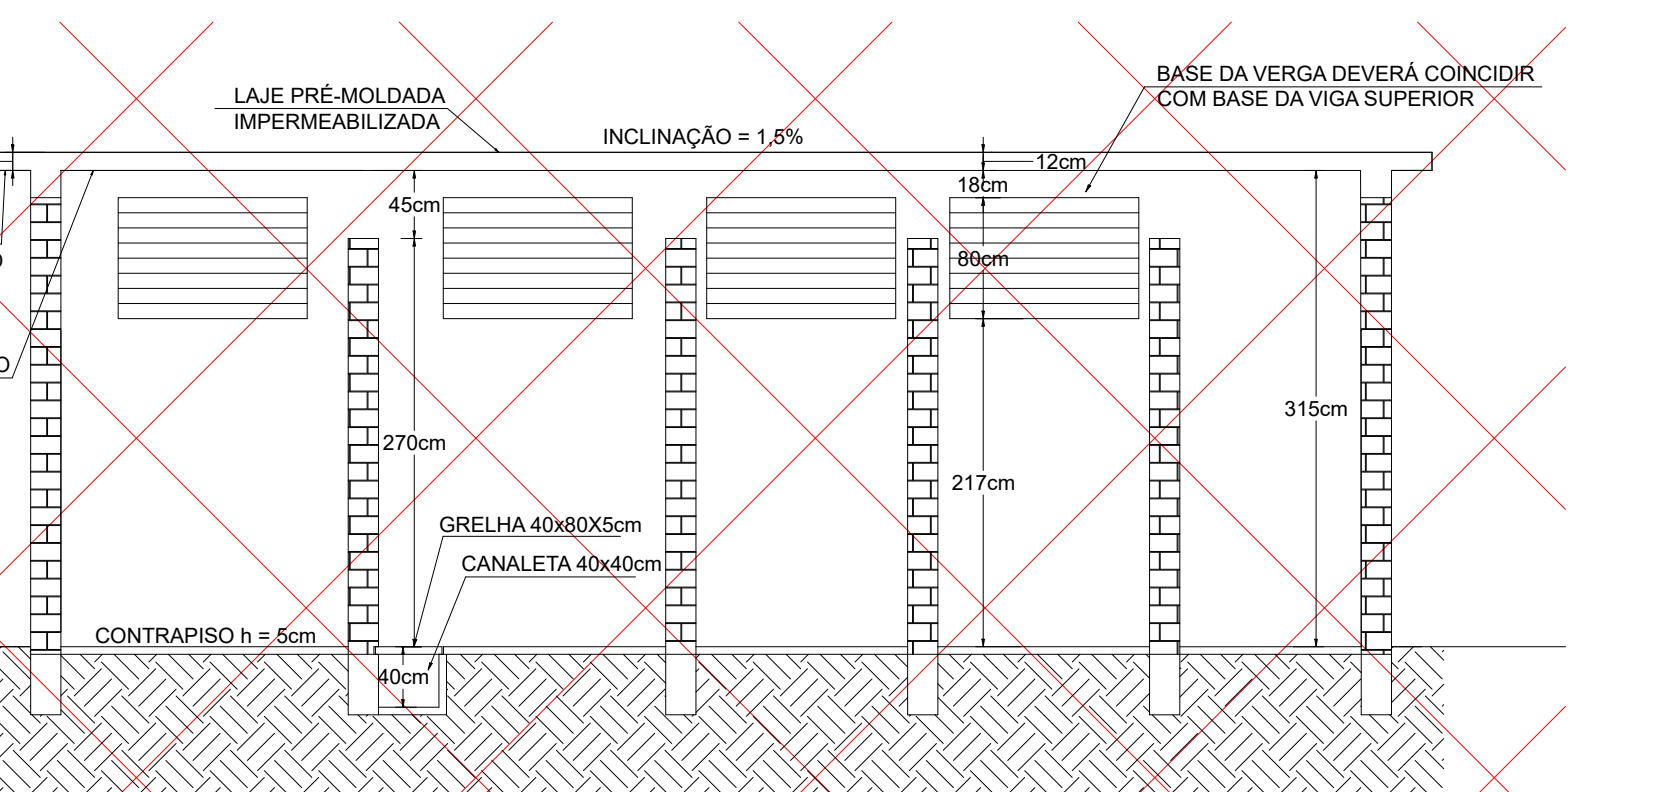 BASE DA VERGA DEVERÁ COINCIDIR
COM BASE DA VIGA SUPERIOR
LAJE PRÉ-MOLDADA
IMPERMEABILIZADA
INCLINAÇÃO = 1,5%
12cm
18cm
45cm
80cm
O
315cm
270cm
217cm
GRELHA 40x80X5cm
CANALETA 40x40cm
CONTRAPISO h = 5cm
40cm